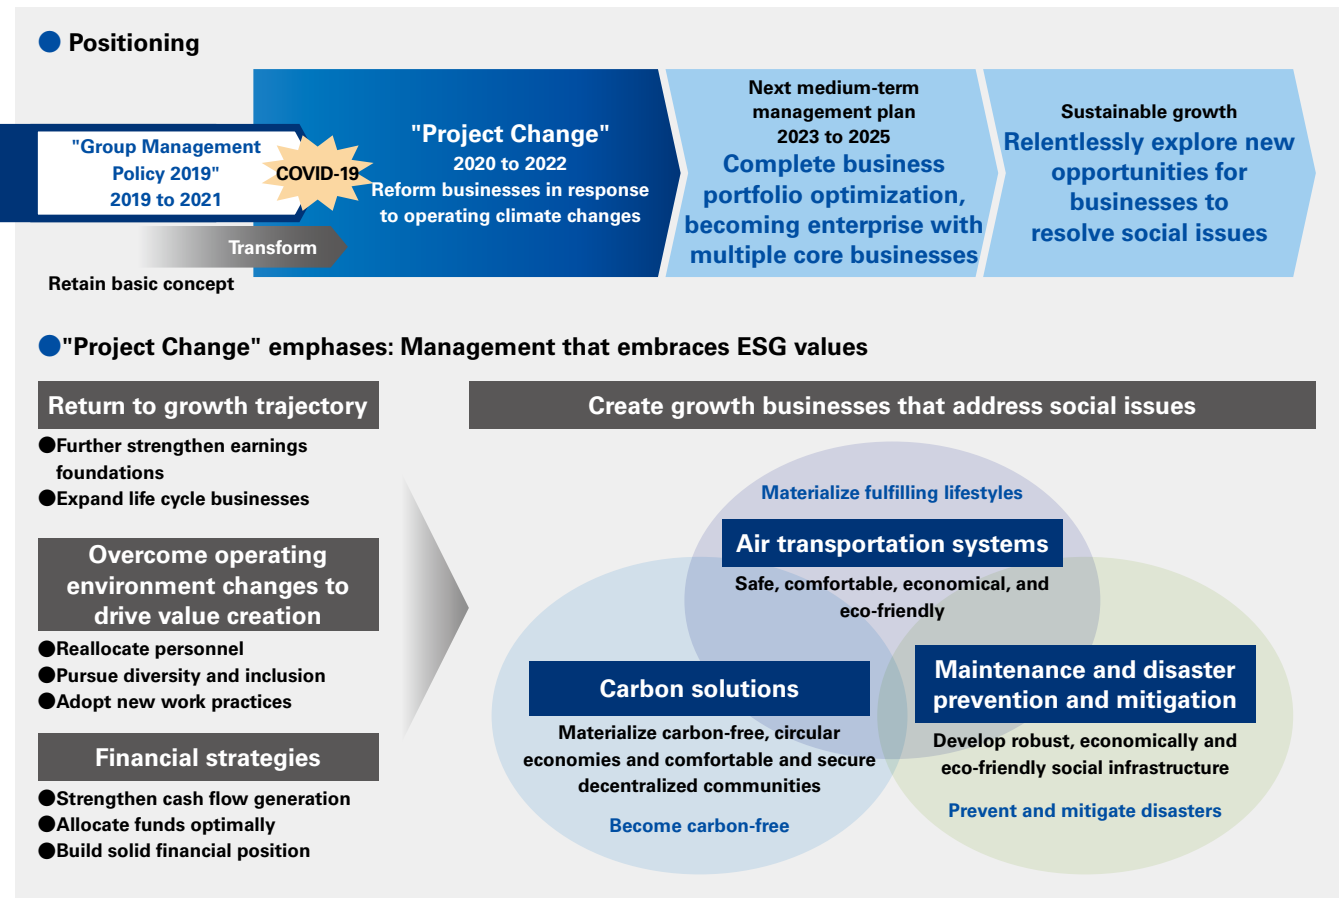 Positioning
"Group Management
Policy 2019"
2019 to 2021
COVID-19
Transform
Retain basic concept
"Project Change"
2020 to 2022
Reform businesses in response
to operating climate changes
Next medium-term
management plan
2023 to 2025
Complete business
portfolio optimization,
becoming enterprise with
multiple core businesses
Sustainable growth
Relentlessly explore new
opportunities for
businesses to
resolve social issues
"Project Change" emphases: Management that embraces ESG values
Return to growth trajectory
●Further strengthen earnings
foundations
●Expand life cycle businesses
Overcome operating
environment changes to
drive value creation
●Reallocate personnel
●Pursue diversity and inclusion
●Adopt new work practices
Financial strategies
●Strengthen cash flow generation
●Allocate funds optimally
●Build solid financial position
Create growth businesses that address social issues
Materialize fulfilling lifestyles
Air transportation systems
Safe, comfortable, economical, and
eco-friendly
Carbon solutions
Materialize carbon-free, circular
economies and comfortable and secure
decentralized communities
Become carbon-free
Maintenance and disaster
prevention and mitigation
Develop robust, economically and
eco-friendly social infrastructure
Prevent and mitigate disasters